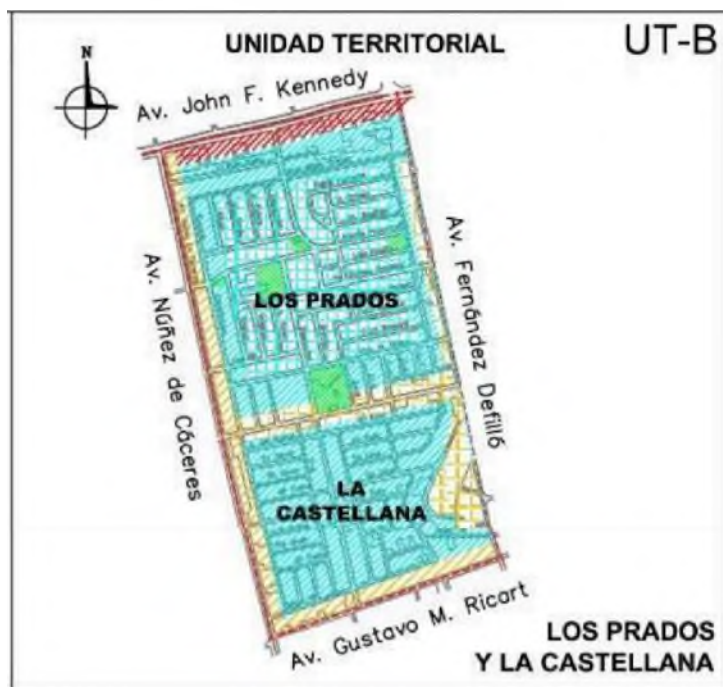 UNIDAD TERRITORIAL
UT-B
N
Av. John F. Kennedy
Av. Núñez de Cáceres
Av. Fernández Defilló
LOS PRADOS
LA
CASTELLANA
Av. Gustavo M. Ricart
LOS PRADOS
Y LA CASTELLANA